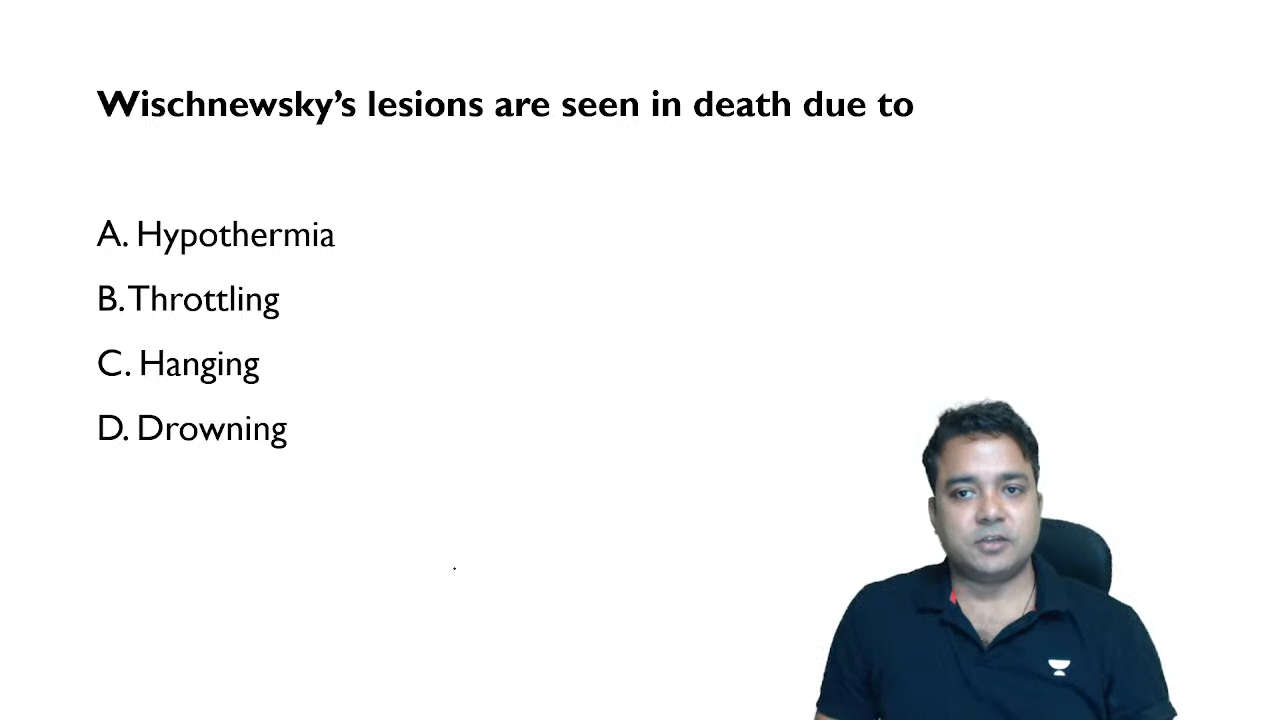 Wischnewsky’s lesions are seen in death due to
A. Hypothermia
B. Throttling
C. Hanging
D. Drowning